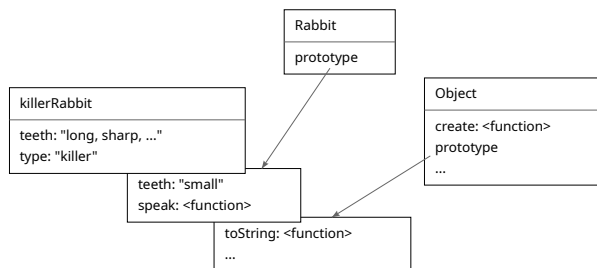 Rabbit
prototype
killerRabbit
teeth: "long, sharp, ..."
type: "killer"
Object
create: <function>
prototype
...
teeth: "small"
speak: <function>
toString: <function>
...